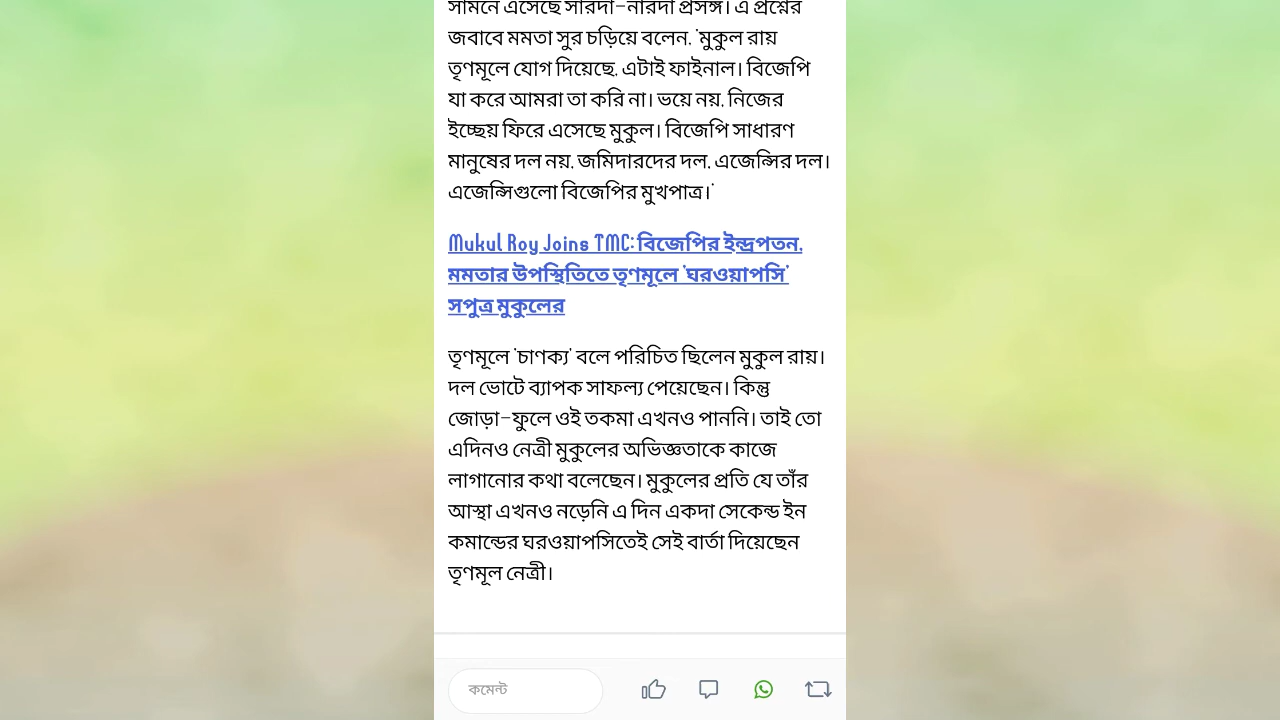 সামনে এসেছে সারদা-নারদা প্রসঙ্গ। এ প্রশ্নের
জবাবে মমতা সুর চড়িয়ে বলেন, 'মুকুল রায়
তৃণমূলে যোগ দিয়েছে, এটাই ফাইনাল। বিজেপি
যা করে আমরা তা করি না। ভয়ে নয়, নিজের
ইচ্ছেয় ফিরে এসেছে মুকুল। বিজেপি সাধারণ
মানুষের দল নয়, জমিদারদের দল, এজেন্সির দল।
এজেন্সিগুলো বিজেপির মুখপাত্র।'
Mukul Roy Joins TMC: বিজেপির ইন্দ্রপতন,
মমতার উপস্থিতিতে তৃণমূলে 'ঘরওয়াপসি'
সপুত্র মুকুলের
তৃণমূলে 'চাণক্য' বলে পরিচিত ছিলেন মুকুল রায়।
দল ভোটে ব্যাপক সাফল্য পেয়েছেন। কিন্তু
জোড়া-ফুলে ওই তকমা এখনও পাননি। তাই তো
এদিনও নেত্রী মুকুলের অভিজ্ঞতাকে কাজে
লাগানোর কথা বলেছেন। মুকুলের প্রতি যে তাঁর
আস্থা এখনও নড়েনি এ দিন একদা সেকেন্ড ইন
কমান্ডের ঘরওয়াপসিতেই সেই বার্তা দিয়েছেন
তৃণমূল নেত্রী।
কমেন্ট